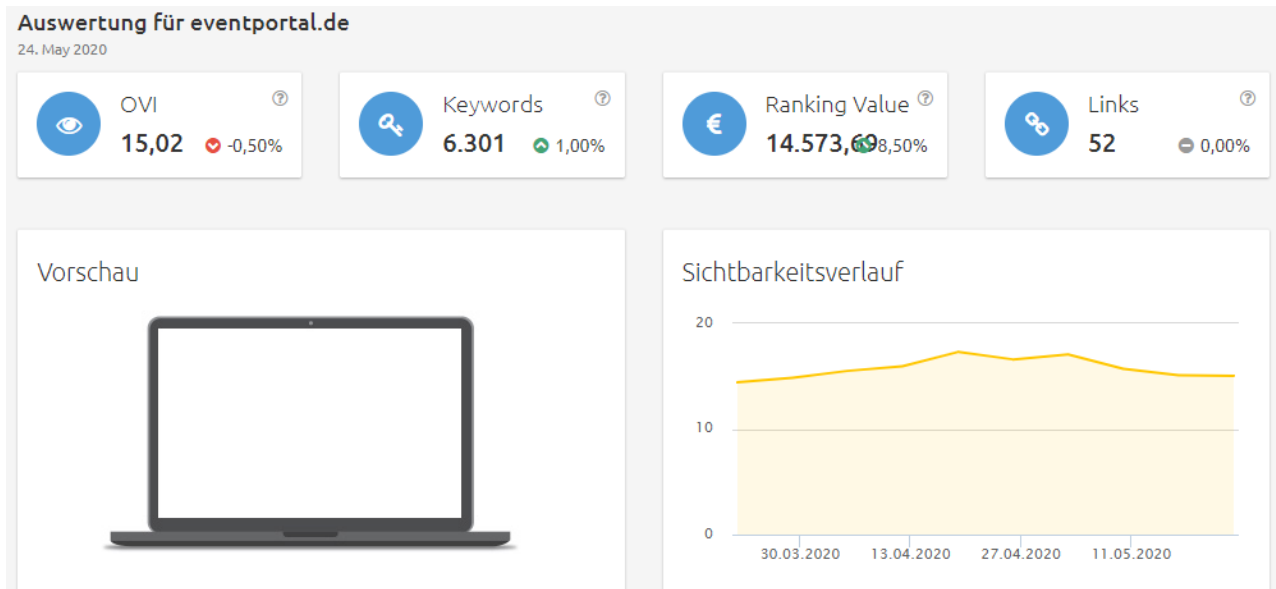 Auswertung für eventportal.de
24. May 2020
OVI
15,02 -0,50%
Keywords
6.301 1,00%
Ranking Value
14.573,69 8,50%
Links
52 0,00%
Vorschau
Sichtbarkeitsverlauf
20
10
0
30.03.2020 13.04.2020 27.04.2020 11.05.2020